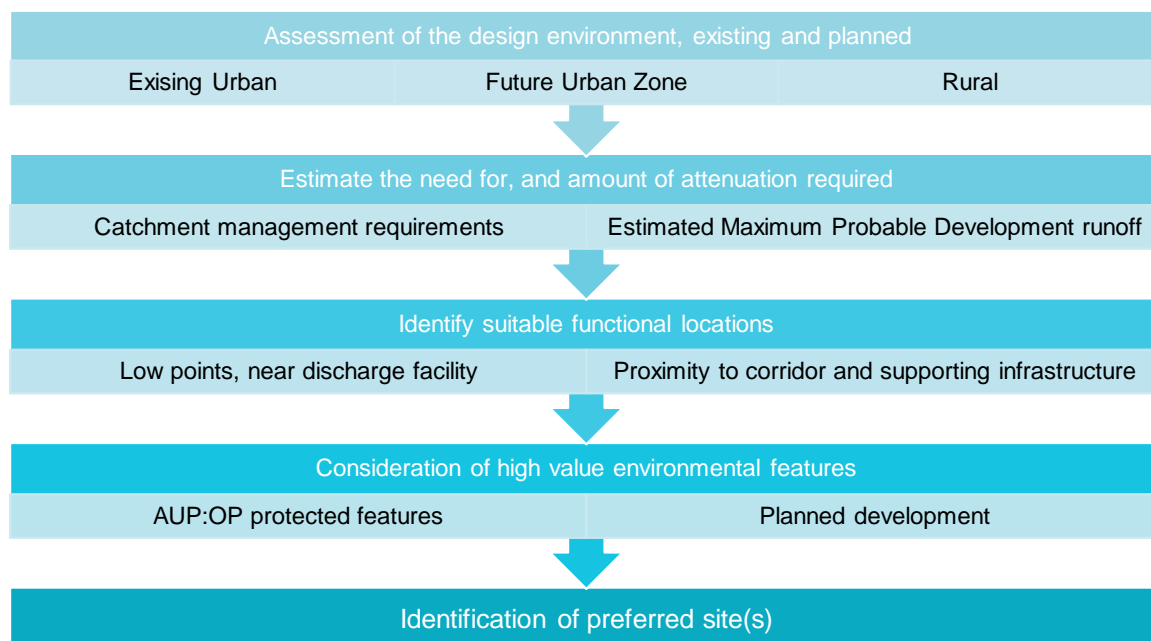 Assessment of the design environment, existing and planned
Exising Urban
Future Urban Zone
Rural
Estimate the need for, and amount of attenuation required
Catchment management requirements
Estimated Maximum Probable Development runoff
Identify suitable functional locations
Low points, near discharge facility
Proximity to corridor and supporting infrastructure
Consideration of high value environmental features
AUP:OP protected features
Planned development
Identification of preferred site(s)